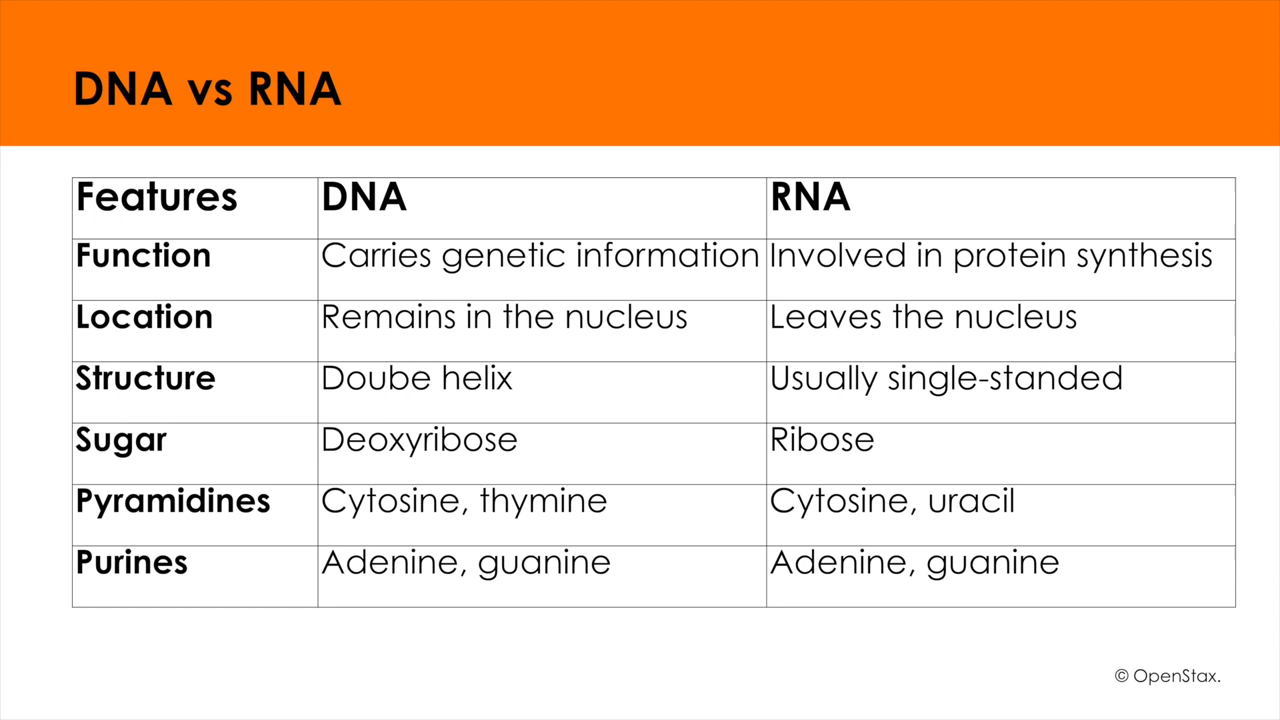 DNA vs RNA
Features DNA RNA
Function Carries genetic information Involved in protein synthesis
Location Remains in the nucleus Leaves the nucleus
Structure Doube helix Usually single-standed
Sugar Deoxyribose Ribose
Pyramidines Cytosine, thymine Cytosine, uracil
Purines Adenine, guanine Adenine, guanine
© OpenStax.